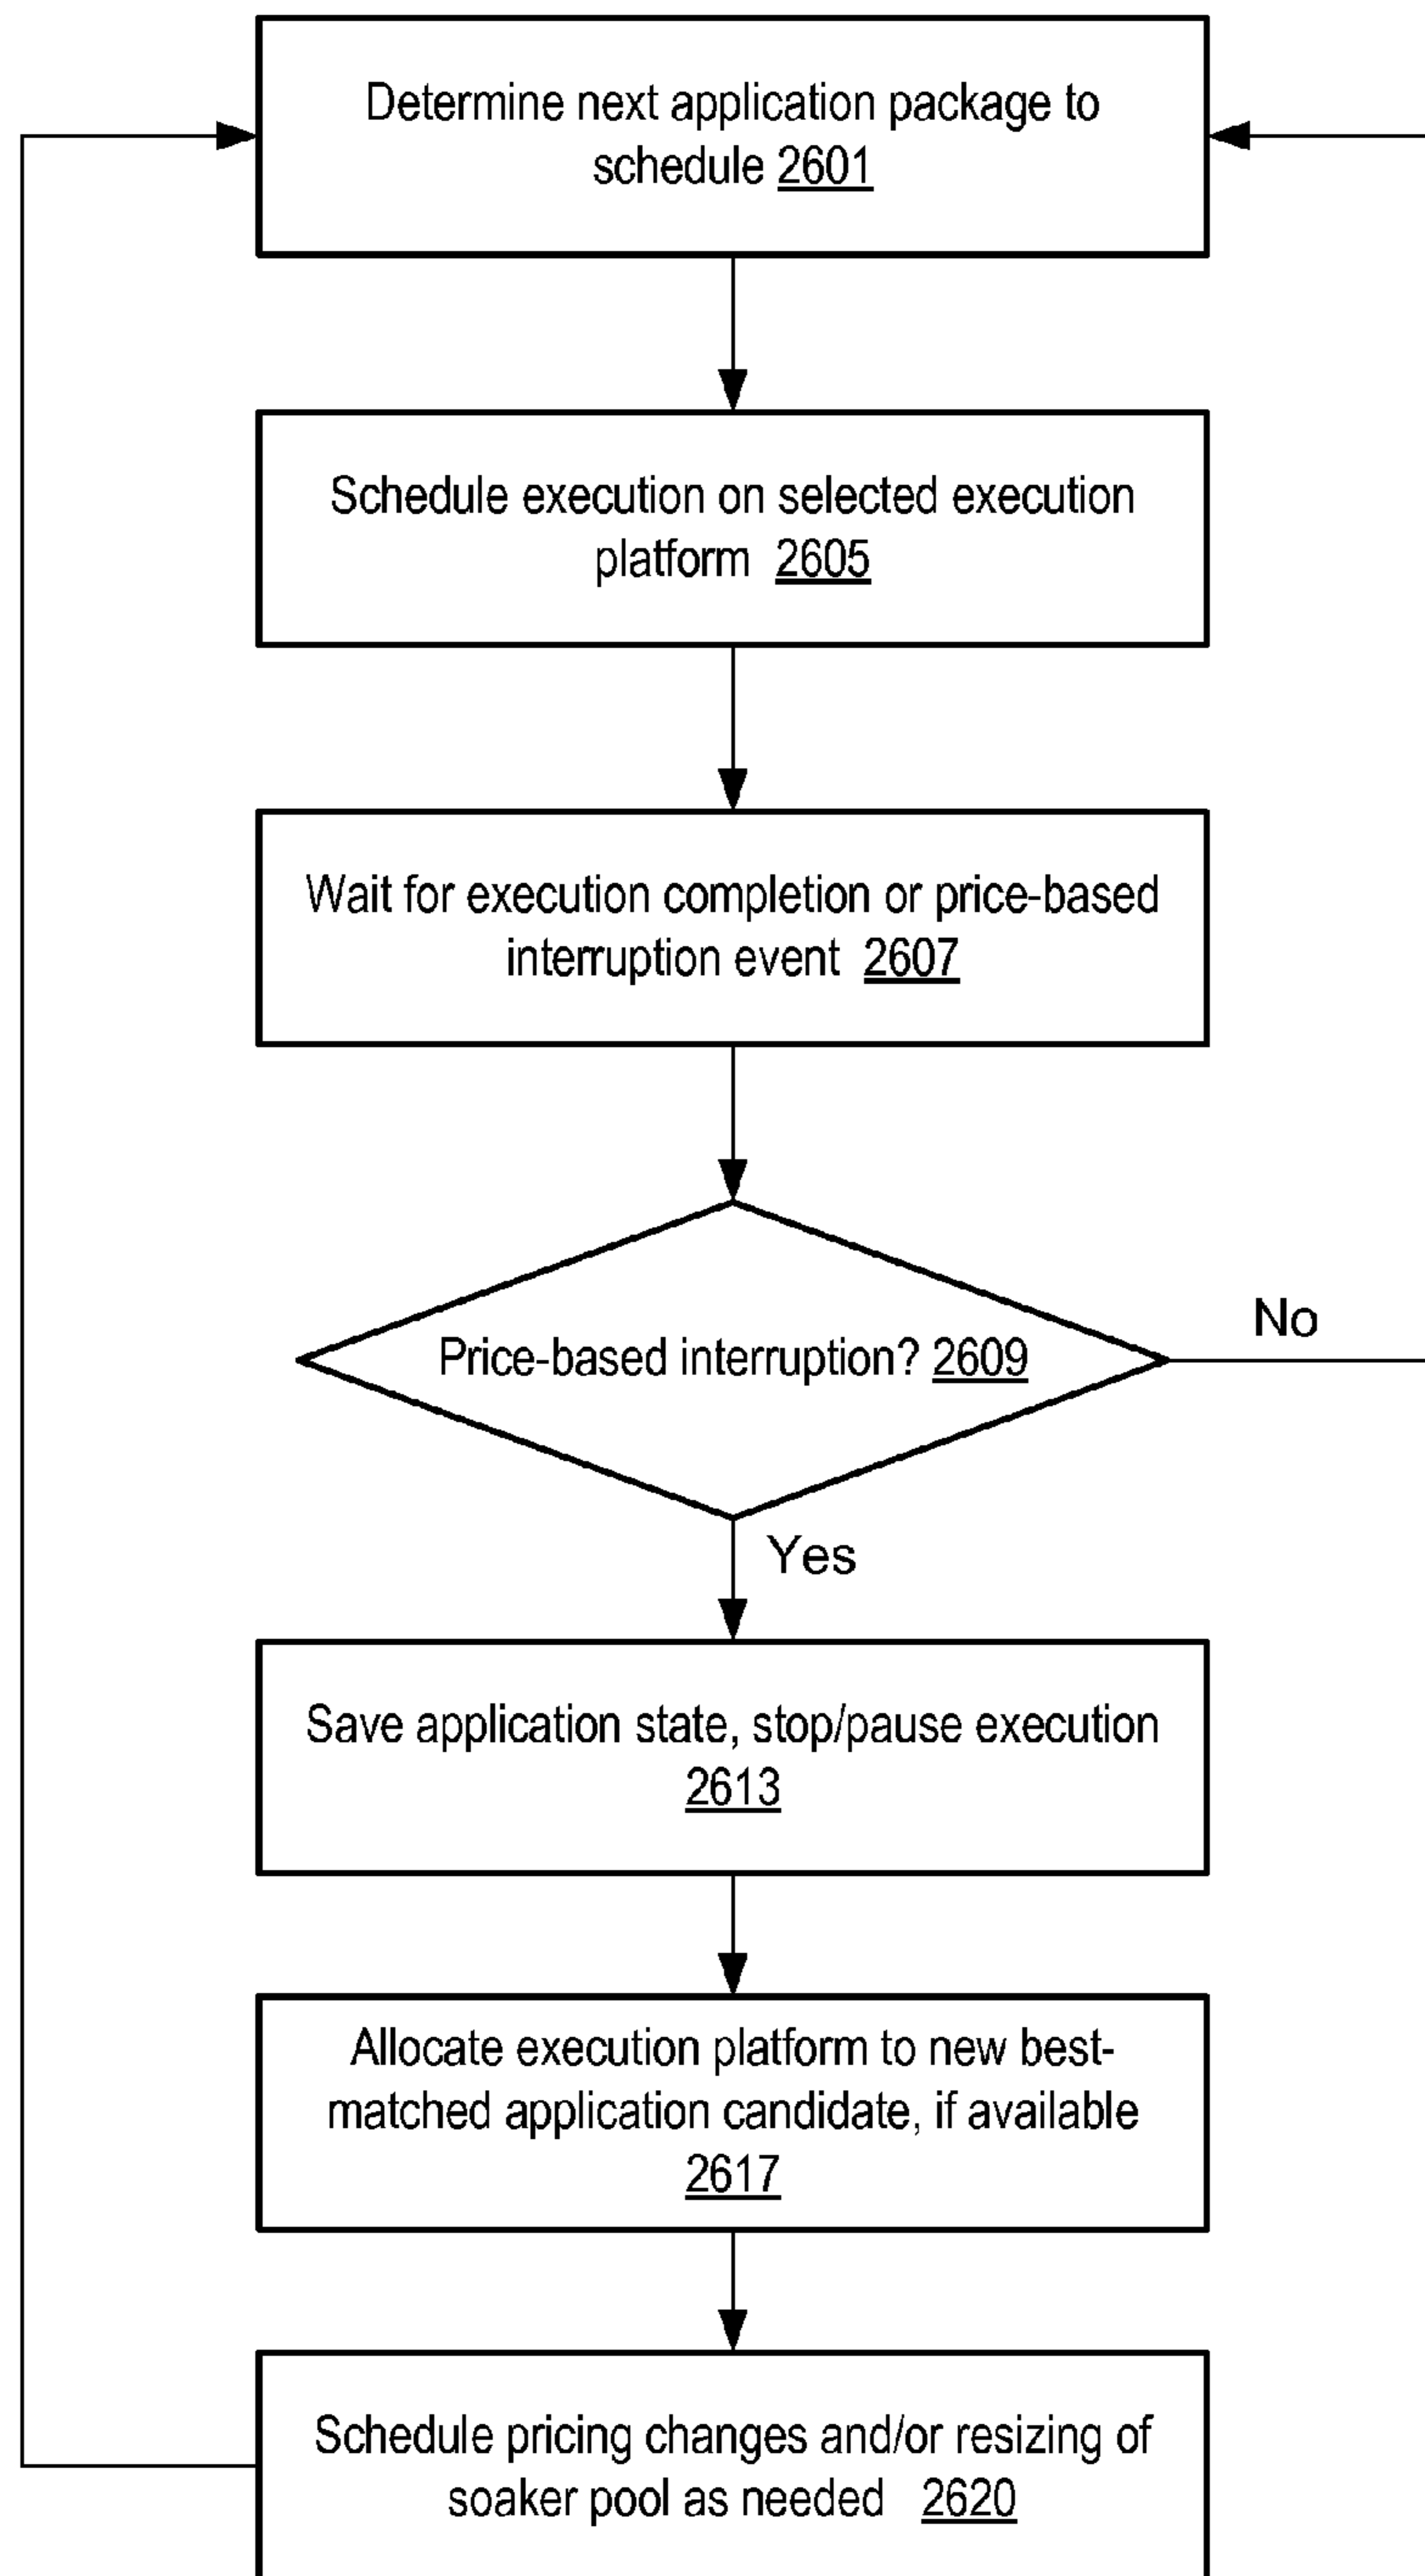 Determine next application package to
schedule 2601
Schedule execution on selected execution
platform 2605
Wait for execution completion or price-based
interruption event 2607
Price-based interruption? 2609
No
Yes
Save application state, stop/pause execution
2613
Allocate execution platform to new best-
matched application candidate, if available
2617
Schedule pricing changes and/or resizing of
soaker pool as needed 2620